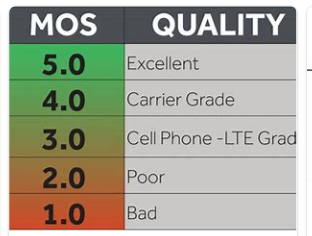 MOS QUALITY
5.0 Excellent
4.0 Carrier Grade
3.0 Cell Phone -LTE Grad
2.0 Poor
1.0 Bad